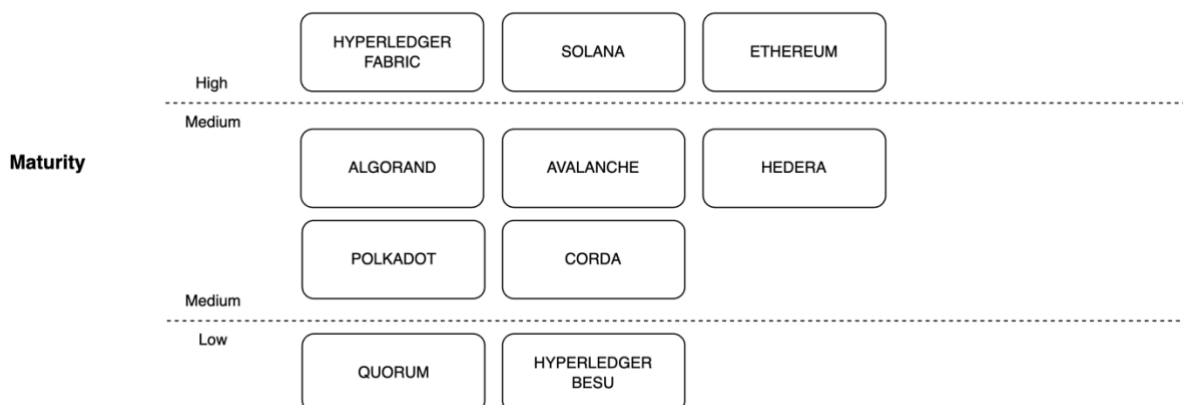 HYPERLEDGER
FABRIC
SOLANA
ETHEREUM
High
Medium
Maturity
ALGORAND
AVALANCHE
HEDERA
POLKADOT
CORDA
Medium
Low
QUORUM
HYPERLEDGER
BESU